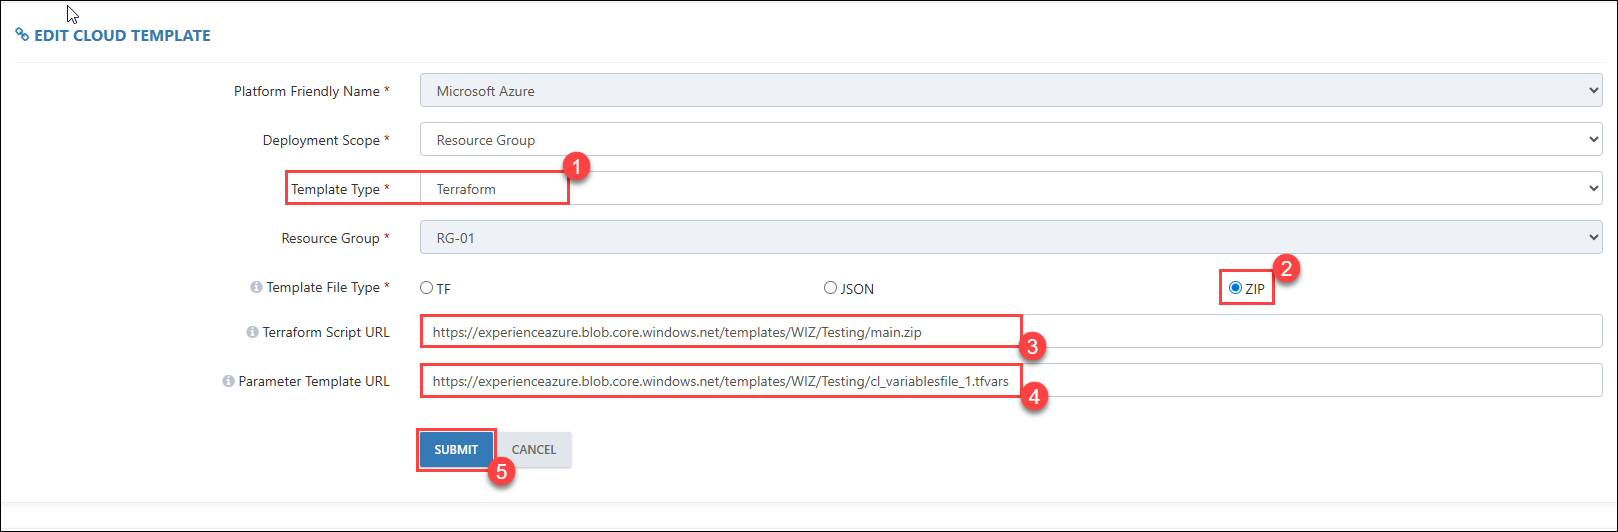 EDIT CLOUD TEMPLATE
Platform Friendly Name * Microsoft Azure
Deployment Scope * Resource Group
1
Template Type * Terraform
Resource Group * RG-01
2
Template File Type * TF JSON ZIP
Terraform Script URL https://experienceazure.blob.core.windows.net/templates/WIZ/Testing/main.zip
3
Parameter Template URL https://experienceazure.blob.core.windows.net/templates/WIZ/Testing/cl_variablesfile_1.tfvars
4
SUBMIT CANCEL
5